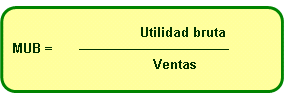 Utilidad bruta
MUB =
Ventas